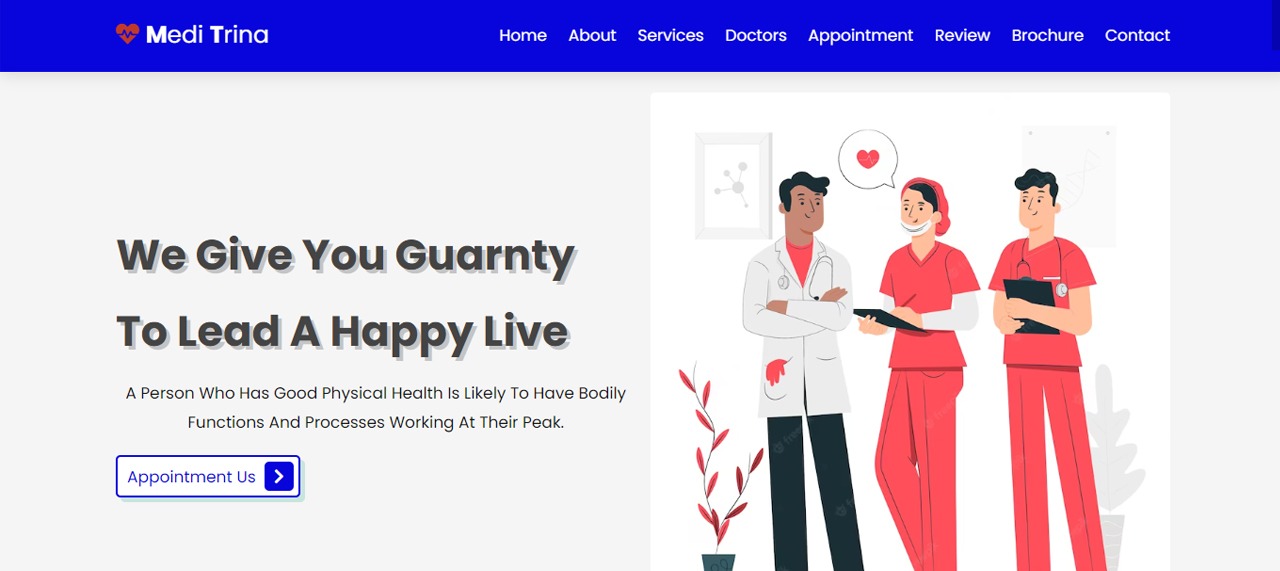 Medi Trina
Home About Services Doctors Appointment Review Brochure Contact
We Give You Guarnty
To Lead A Happy Live
A Person Who Has Good Physical Health Is Likely To Have Bodily
Functions And Processes Working At Their Peak.
Appointment Us